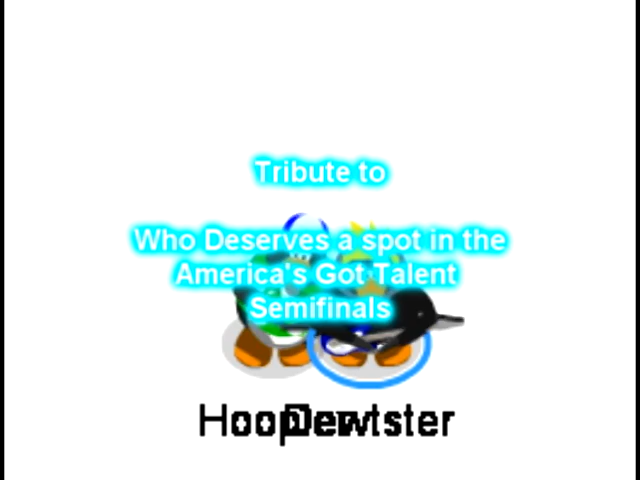 Tribute to
Who Deserves a spot in the
America's Got Talent
Semifinals